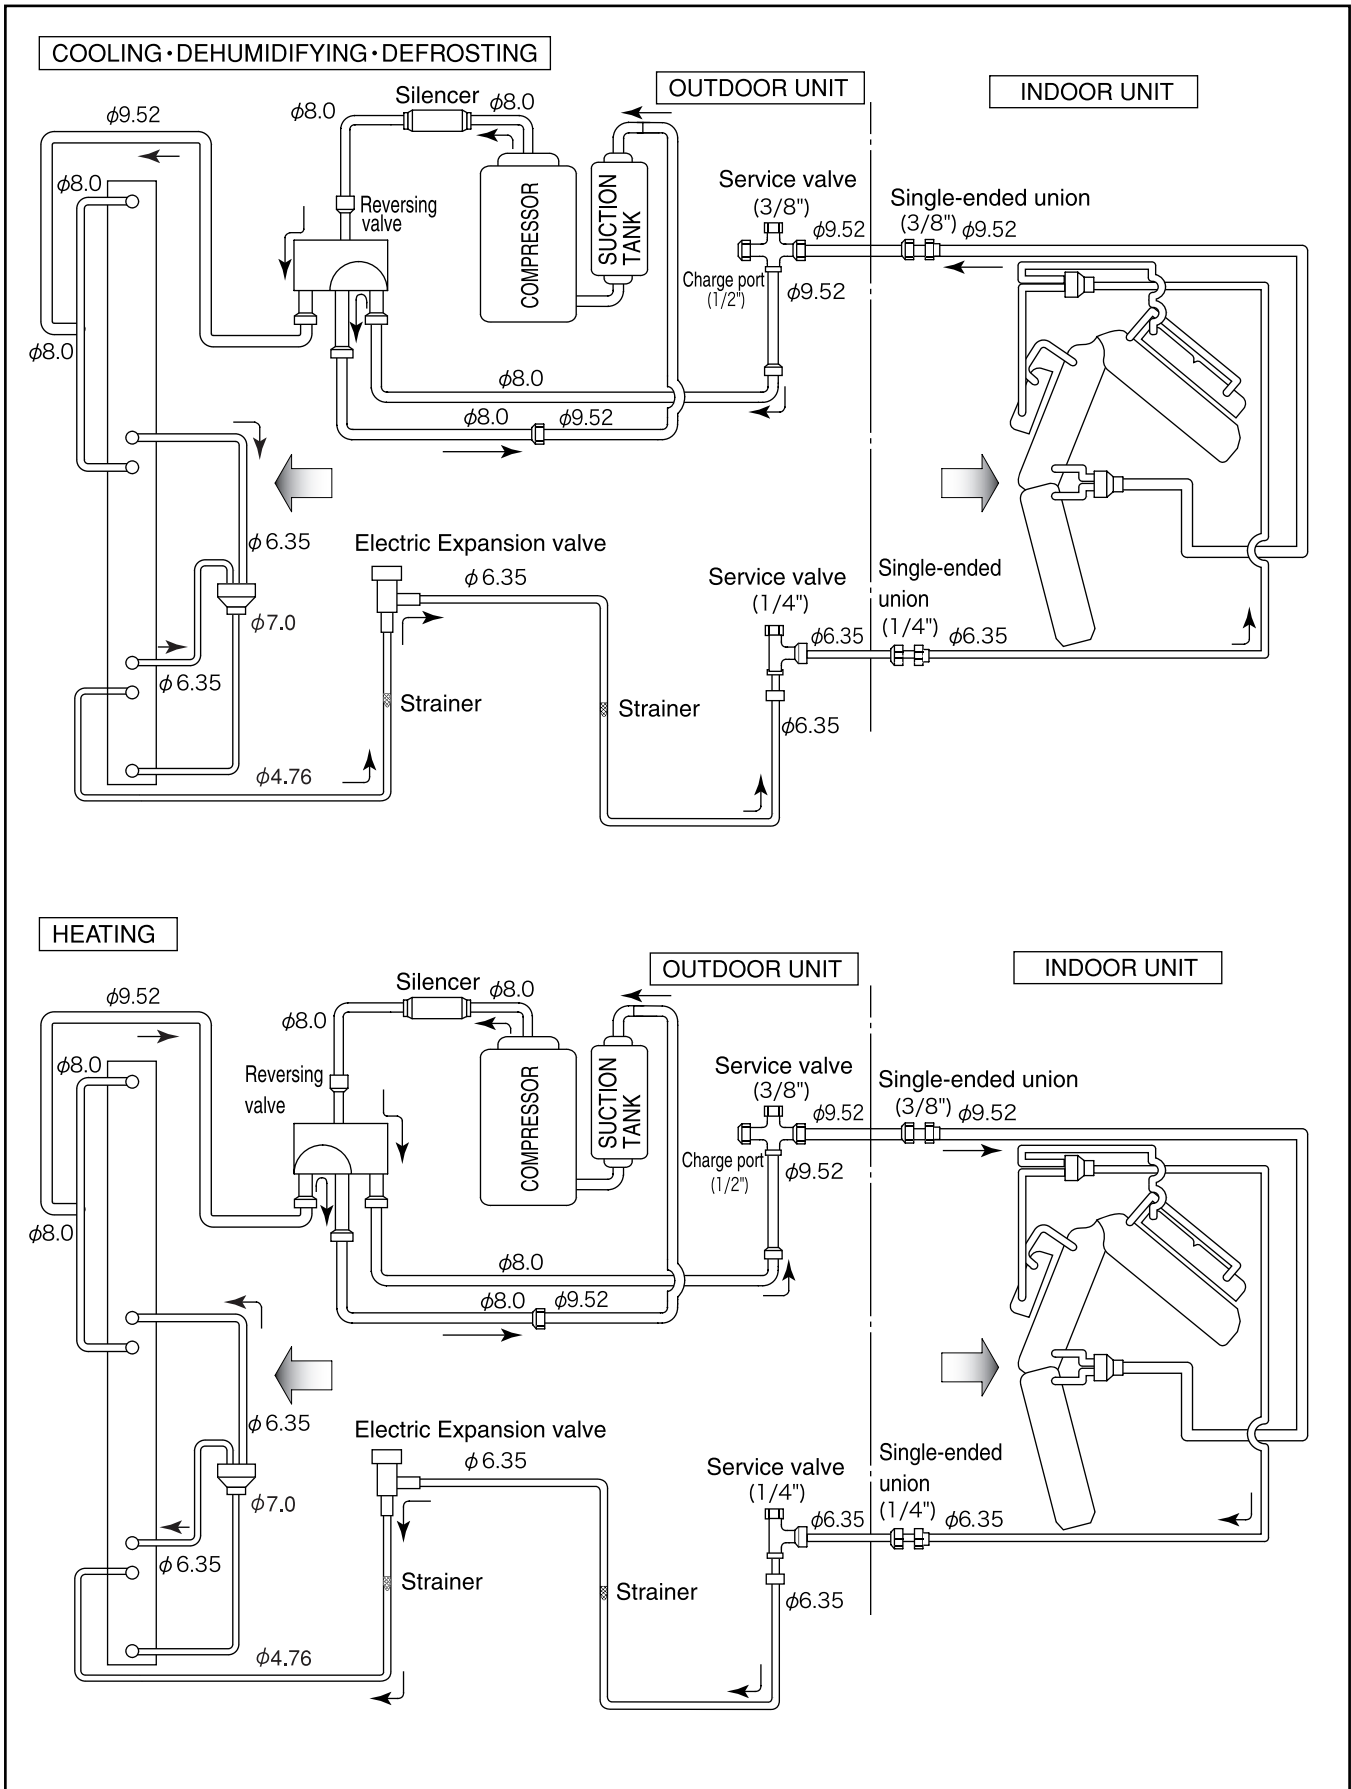 COOLING・DEHUMIDIFYING・DEFROSTING
OUTDOOR UNIT
INDOOR UNIT
φ9.52
φ8.0
Silencer
φ8.0
φ8.0
Reversing
valve
COMPRESSOR
SUCTION
TANK
Service valve
(3/8")
φ9.52
Single-ended union
(3/8")
φ9.52
Charge port
(1/2")
φ9.52
φ8.0
φ8.0
φ8.0
φ9.52
φ6.35
Electric Expansion valve
φ6.35
φ7.0
φ6.35
Service valve
(1/4")
φ6.35
Single-ended
union
(1/4")
φ6.35
Strainer
Strainer
φ6.35
φ4.76
HEATING
OUTDOOR UNIT
INDOOR UNIT
φ9.52
φ8.0
Silencer
φ8.0
φ8.0
Reversing
valve
COMPRESSOR
SUCTION
TANK
Service valve
(3/8")
φ9.52
Single-ended union
(3/8")
φ9.52
Charge port
(1/2")
φ9.52
φ8.0
φ8.0
φ8.0
φ9.52
φ6.35
Electric Expansion valve
φ6.35
φ7.0
φ6.35
Service valve
(1/4")
φ6.35
Single-ended
union
(1/4")
φ6.35
Strainer
Strainer
φ6.35
φ4.76